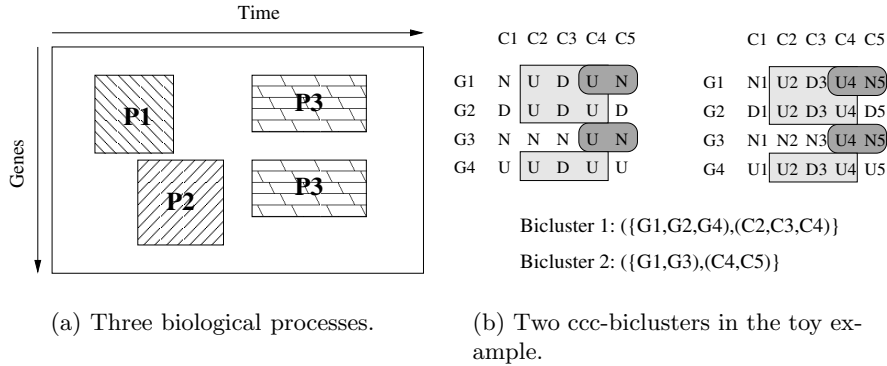 Time
Genes
P1
P3
P2
P3
(a) Three biological processes.
C1 C2 C3 C4 C5
G1 N U D U N
G2 D U D U D
G3 N N N U N
G4 U U D U U
C1 C2 C3 C4 C5
G1 N1 U2 D3 U4 N5
G2 D1 U2 D3 U4 D5
G3 N1 N2 N3 U4 N5
G4 U1 U2 D3 U4 U5
Bicluster 1: ({G1,G2,G4),(C2,C3,C4)}
Bicluster 2: ({G1,G3),(C4,C5)}
(b) Two ccc-biclusters in the toy ex-
ample.